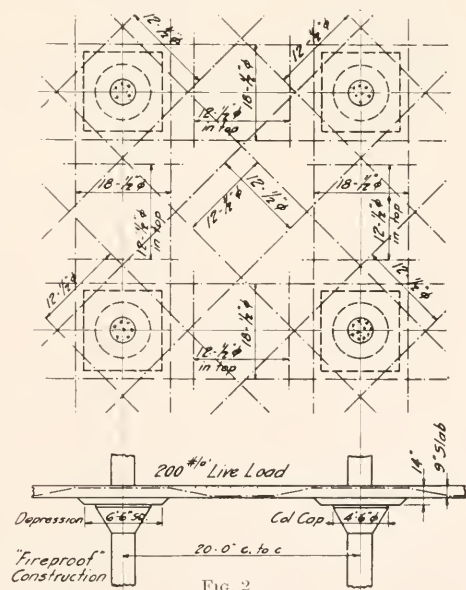 12-½"ϕ
12-½"ϕ
18-½"ϕ
12-½"ϕ
in top
18-½"ϕ
18-½"ϕ
12-½"ϕ
in top
12-½"ϕ
12-½"ϕ
12-½"ϕ
in top
12-½"ϕ
12-½"ϕ
18-½"ϕ
12-½"ϕ
in top
200 #/□' Live Load
14"
9" Slab
Depression
6'-6" sq.
Col Cap
4'-6" ϕ
20'-0" c. to c
"Fireproof"
Construction
Fig. 2